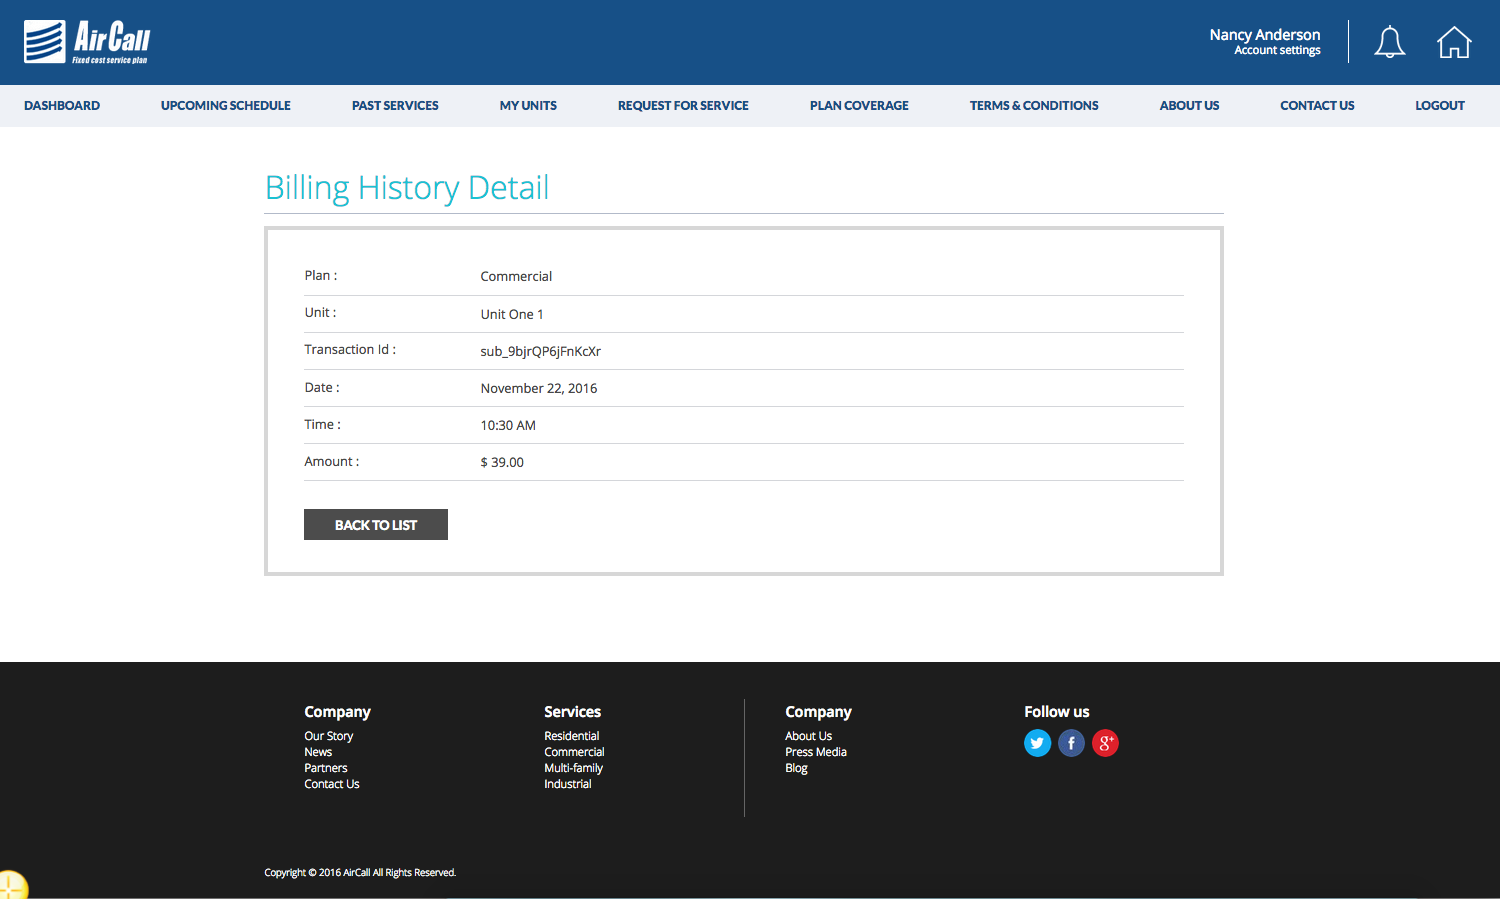 AirCall
Fixed cost service plan
Nancy Anderson
Account settings
DASHBOARD UPCOMING SCHEDULE PAST SERVICES MY UNITS REQUEST FOR SERVICE PLAN COVERAGE TERMS & CONDITIONS ABOUT US CONTACT US LOGOUT
Billing History Detail
Plan : Commercial
Unit : Unit One 1
Transaction Id : sub_9bjrQP6jFnKcXr
Date : November 22, 2016
Time : 10:30 AM
Amount : $ 39.00
BACK TO LIST
Company
Our Story
News
Partners
Contact Us
Services
Residential
Commercial
Multi-family
Industrial
Company
About Us
Press Media
Blog
Follow us
Copyright © 2016 AirCall All Rights Reserved.